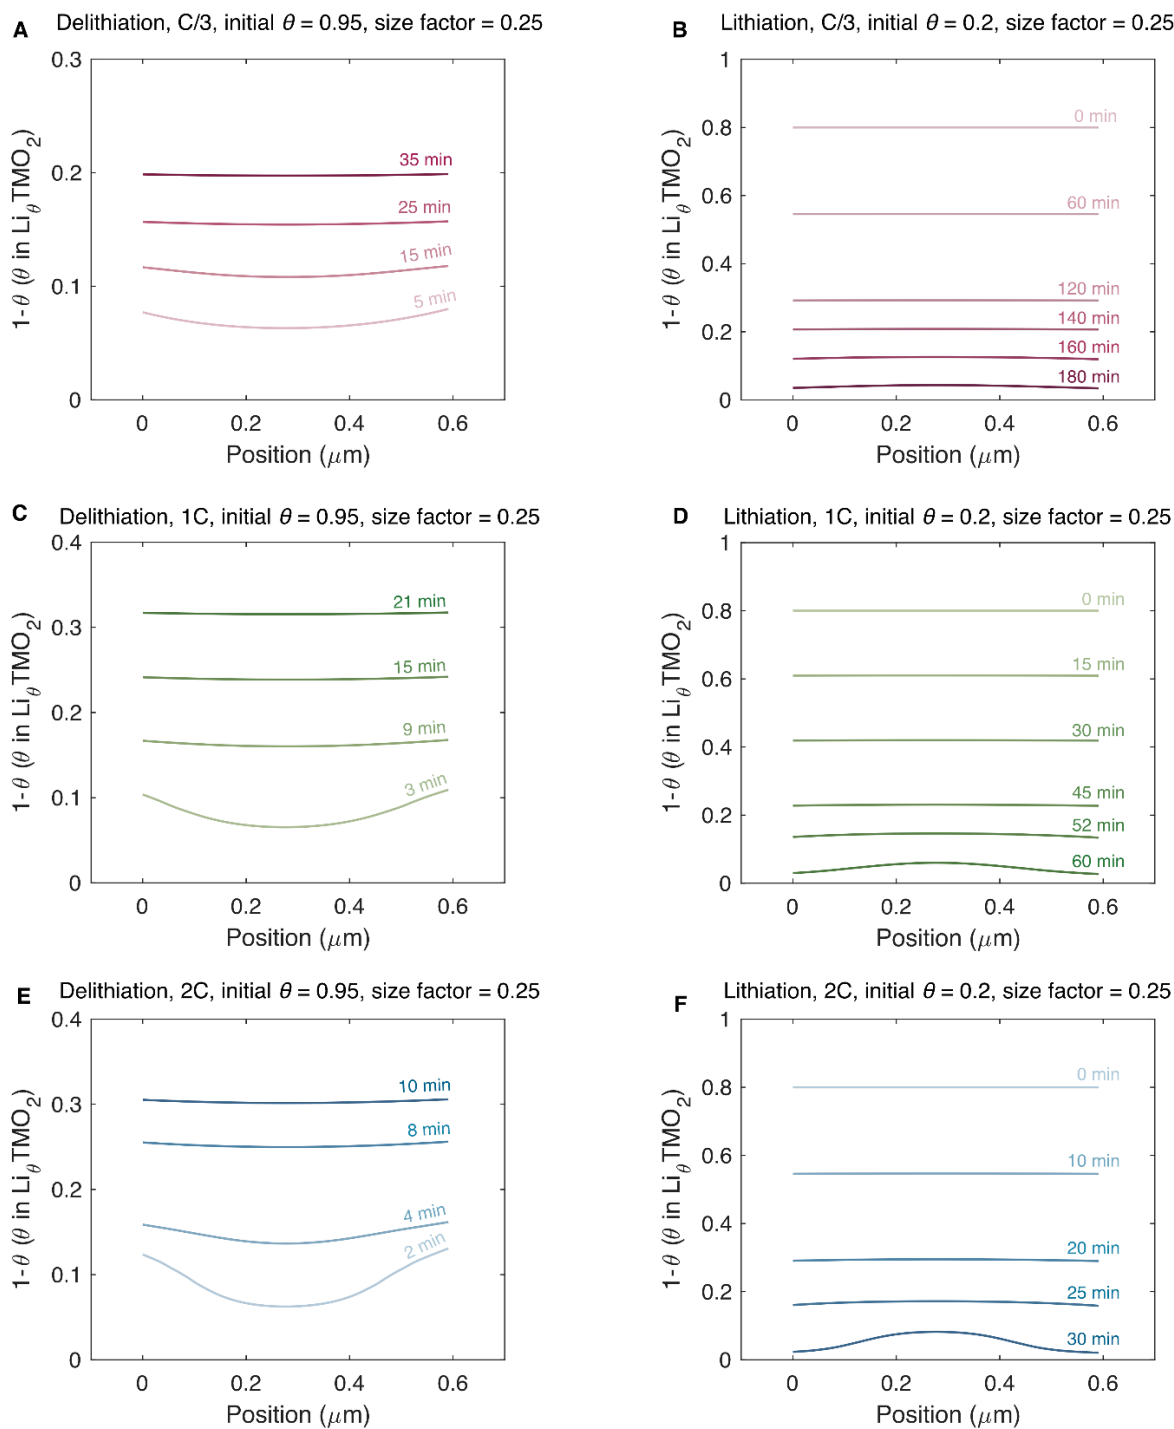 A Delithiation, C/3, initial θ = 0.95, size factor = 0.25
0.3
0.2
0.1
0
1-θ (θ in LiθTMO2)
35 min
25 min
15 min
5 min
0 0.2 0.4 0.6
Position (μm)
B Lithiation, C/3, initial θ = 0.2, size factor = 0.25
1
0.8
0.6
0.4
0.2
0
1-θ (θ in LiθTMO2)
0 min
60 min
120 min
140 min
160 min
180 min
0 0.2 0.4 0.6
Position (μm)
C Delithiation, 1C, initial θ = 0.95, size factor = 0.25
0.4
0.3
0.2
0.1
0
1-θ (θ in LiθTMO2)
21 min
15 min
9 min
3 min
0 0.2 0.4 0.6
Position (μm)
D Lithiation, 1C, initial θ = 0.2, size factor = 0.25
1
0.8
0.6
0.4
0.2
0
1-θ (θ in LiθTMO2)
0 min
15 min
30 min
45 min
52 min
60 min
0 0.2 0.4 0.6
Position (μm)
E Delithiation, 2C, initial θ = 0.95, size factor = 0.25
0.4
0.3
0.2
0.1
0
1-θ (θ in LiθTMO2)
10 min
8 min
4 min
2 min
0 0.2 0.4 0.6
Position (μm)
F Lithiation, 2C, initial θ = 0.2, size factor = 0.25
1
0.8
0.6
0.4
0.2
0
1-θ (θ in LiθTMO2)
0 min
10 min
20 min
25 min
30 min
0 0.2 0.4 0.6
Position (μm)